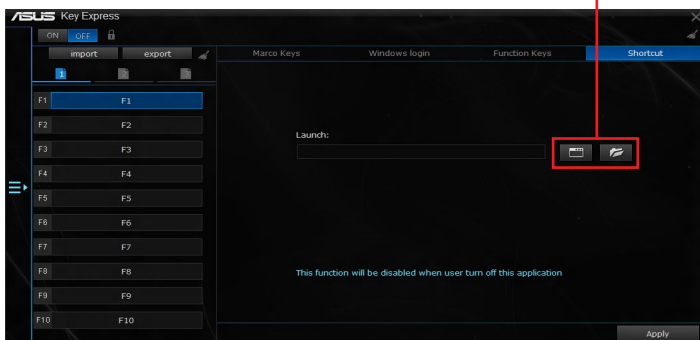 ASUS Key Express
ON OFF
import export
Marco Keys Windows login Function Keys Shortcut
1 2 3
F1 F1
F2 F2
F3 F3
F4 F4
F5 F5
F6 F6
F7 F7
F8 F8
F9 F9
F10 F10
Launch:
This function will be disabled when user turn off this application
Apply